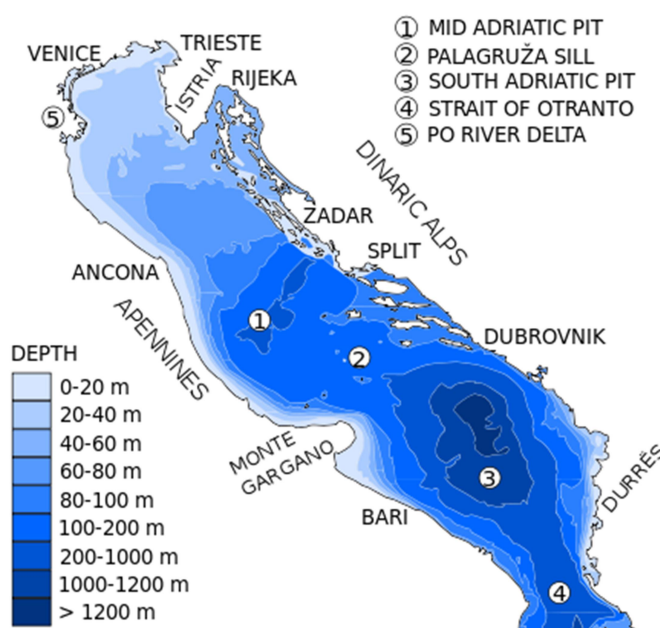 ① MID ADRIATIC PIT
② PALAGRUŽA SILL
③ SOUTH ADRIATIC PIT
④ STRAIT OF OTRANTO
⑤ PO RIVER DELTA
VENICE
TRIESTE
ISTRIA
RIJEKA
⑤
DINARIC ALPS
ZADAR
SPLIT
ANCONA
APENNINES
①
②
DUBROVNIK
DEPTH
0-20 m
20-40 m
40-60 m
60-80 m
80-100 m
100-200 m
200-1000 m
1000-1200 m
> 1200 m
MONTE
GARGANO
③
DURRËS
BARI
④